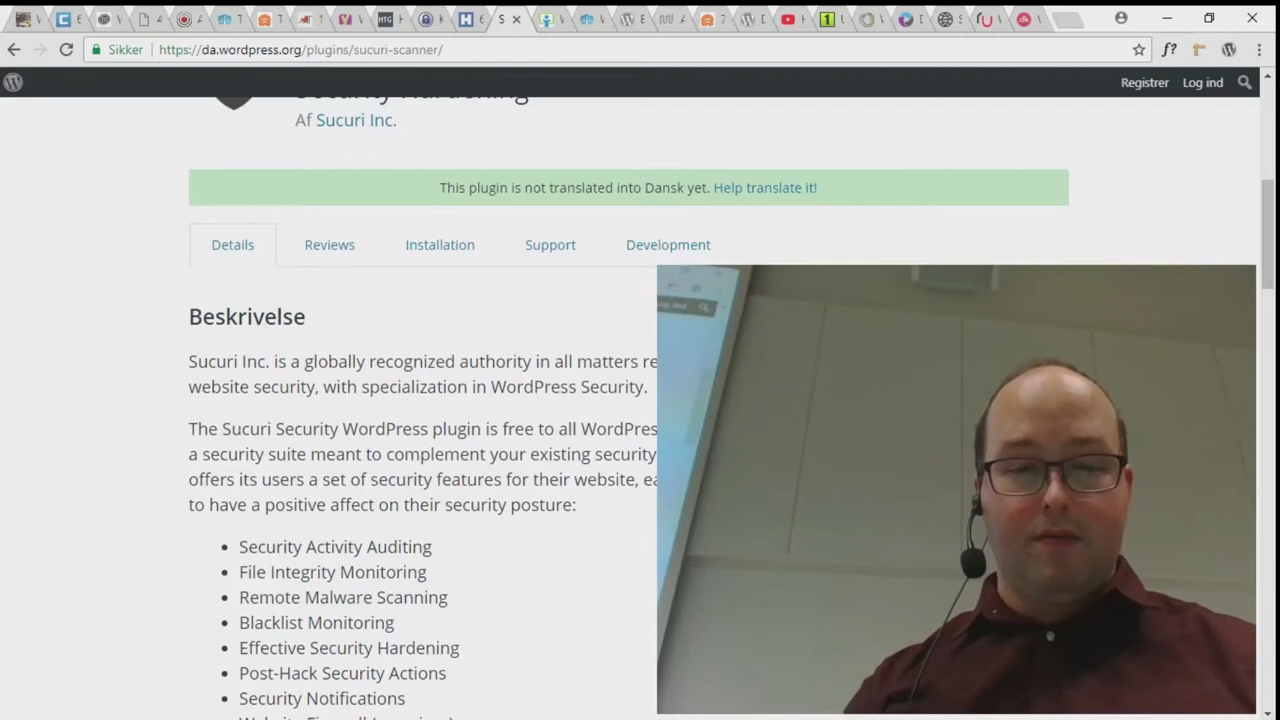 Sikker
https://da.wordpress.org/plugins/sucuri-scanner/
Registrer
Log ind
Security Hardening
Af Sucuri Inc.
This plugin is not translated into Dansk yet. Help translate it!
Details
Reviews
Installation
Support
Development
Beskrivelse
Sucuri Inc. is a globally recognized authority in all matters re
website security, with specialization in WordPress Security.
The Sucuri Security WordPress plugin is free to all WordPres
a security suite meant to complement your existing security
offers its users a set of security features for their website, ea
to have a positive affect on their security posture:
• Security Activity Auditing
• File Integrity Monitoring
• Remote Malware Scanning
• Blacklist Monitoring
• Effective Security Hardening
• Post-Hack Security Actions
• Security Notifications